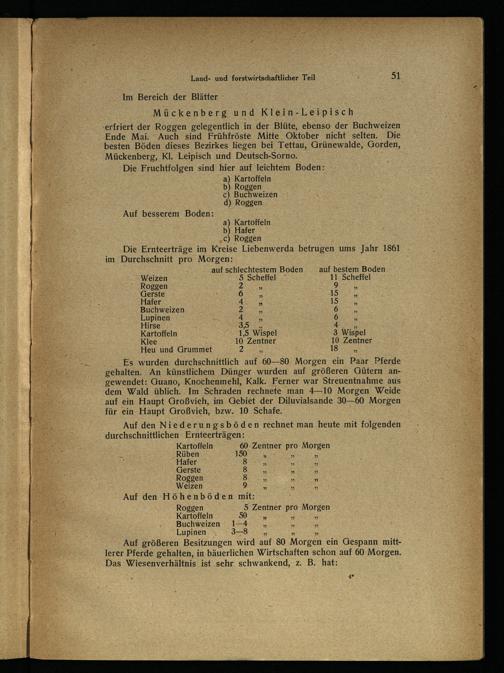 Land- und forstwirtschaftlicher Teil 51
Im Bereich der Blätter
Mückenberg und Klein-Leipisch
erfriert der Roggen gelegentlich in der Blüte, ebenso der Buchweizen
Ende Mai. Auch sind Frühfröste Mitte Oktober nicht selten. Die
besten Böden dieses Bezirkes liegen bei Tettau, Grünewalde, Gorden,
Mückenberg, Kl. Leipisch und Deutsch-Sorno.
Die Fruchtfolgen sind hier auf leichtem Boden:
a) Kartoffeln
b) Roggen
c) Buchweizen
d) Roggen
Auf besserem Boden:
a) Kartoffeln
b) Hafer
c) Roggen
Die Ernteerträge im Kreise Liebenwerda betrugen ums Jahr 1861
im Durchschnitt pro Morgen:
auf schlechtestem Boden auf bestem Boden
Weizen 5 Scheffel 11 Scheffel
Roggen 2 „ 9 „
Gerste 6 „ 15 „
Hafer 4 „ 15 „
Buchweizen 2 „ 6 „
Lupinen 4 „ 6 „
Hirse 3,5 „ 4 „
Kartoffeln 1,5 Wispel 3 Wispel
Klee 10 Zentner 10 Zentner
Heu und Grummet 2 „ 18 „
Es wurden durchschnittlich auf 60—80 Morgen ein Paar Pferde
gehalten. An künstlichem Dünger wurden auf größeren Gütern an-
gewendet: Guano, Knochenmehl, Kalk. Ferner war Streuentnahme aus
dem Wald üblich. Im Schraden rechnete man 4—10 Morgen Weide
auf ein Haupt Großvieh, im Gebiet der Diluvialsande 30—60 Morgen
für ein Haupt Großvieh, bzw. 10 Schafe.
Auf den Niederungsböden rechnet man heute mit folgenden
durchschnittlichen Ernteerträgen:
Kartoffeln 60 Zentner pro Morgen
Rüben 150 „ „ „
Hafer 8 „ „ „
Gerste 8 „ „ „
Roggen 8 „ „ „
Weizen 9 „ „ „
Auf den Höhenböden mit:
Roggen 5 Zentner pro Morgen
Kartoffeln 50 „ „ „
Buchweizen 1—4 „ „ „
Lupinen 3—8 „ „ „
Auf größeren Besitzungen wird auf 80 Morgen ein Gespann mitt-
lerer Pferde gehalten, in bäuerlichen Wirtschaften schon auf 60 Morgen.
Das Wiesenverhältnis ist sehr schwankend, z. B. hat:
4*